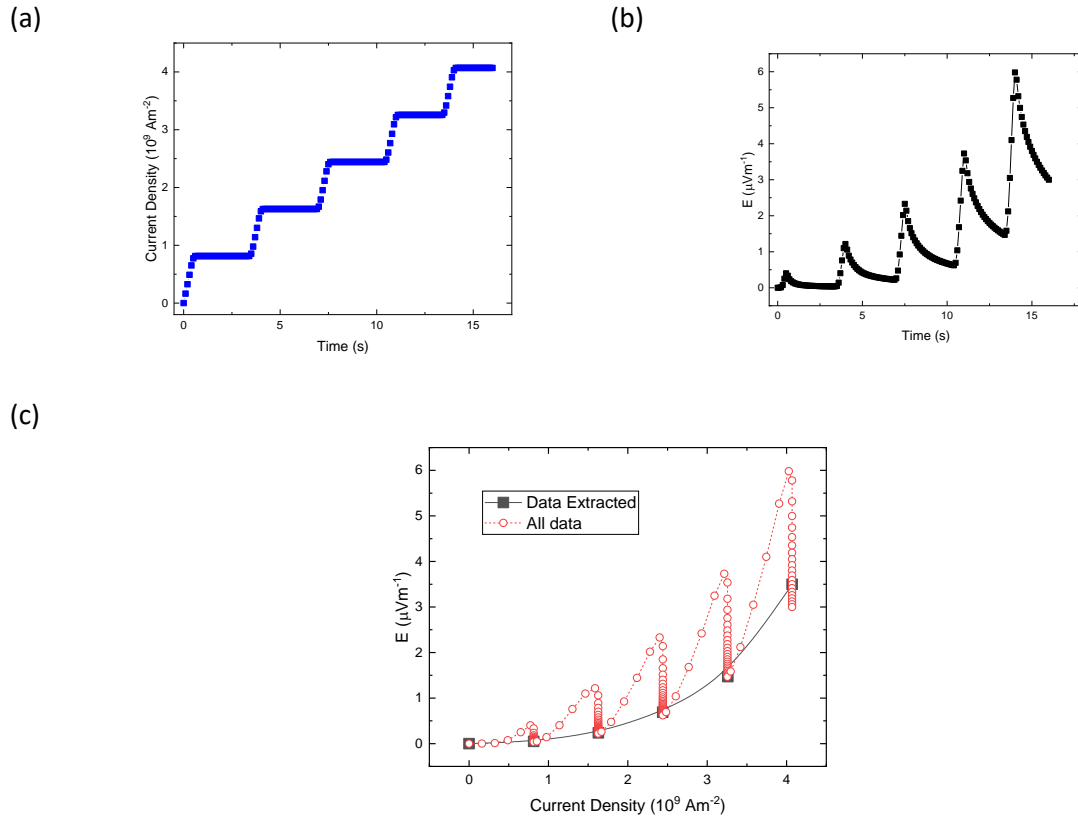 (a)
(b)
Current Density (10⁹ Am⁻²)
4
3
2
1
0
0 5 10 15
Time (s)
E (μVm⁻¹)
6
5
4
3
2
1
0
0 5 10 15
Time (s)
(c)
E (μVm⁻¹)
6
5
4
3
2
1
0
Data Extracted
All data
0 1 2 3 4
Current Density (10⁹ Am⁻²)